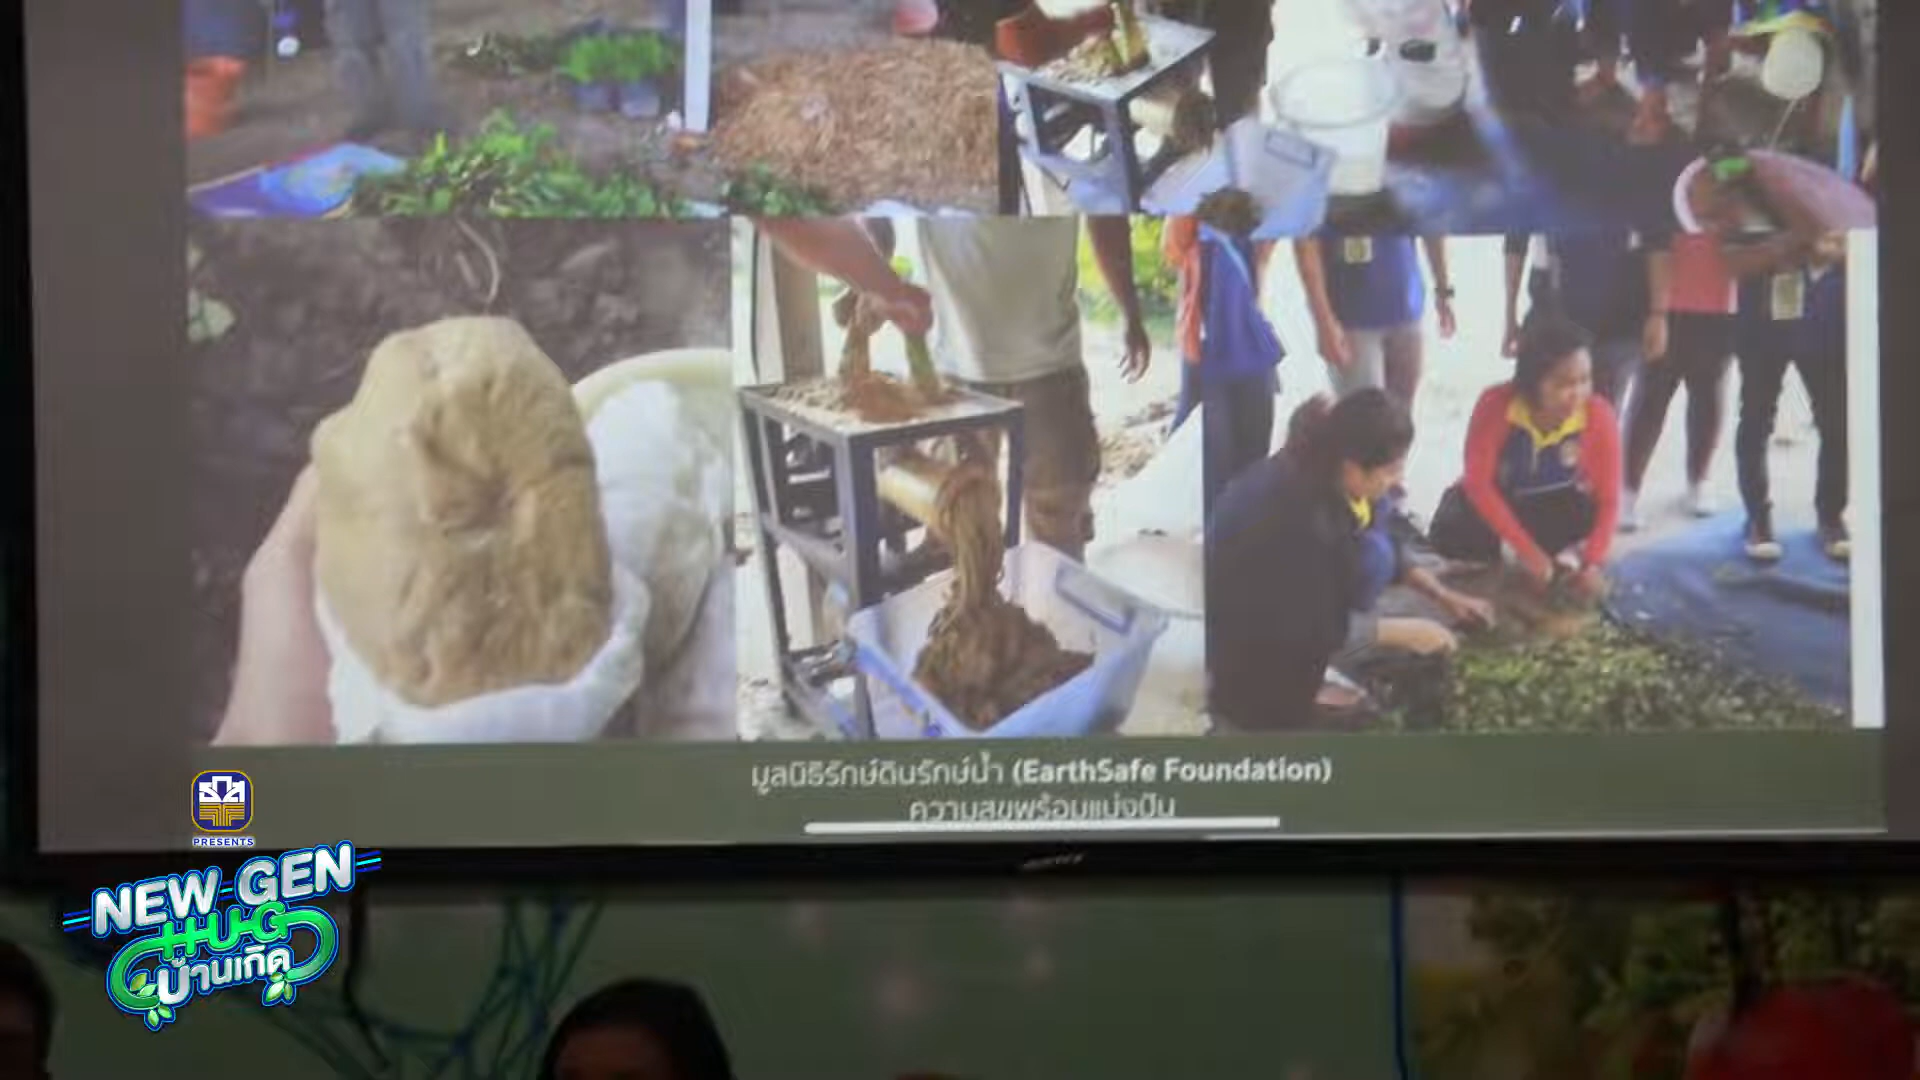 มูลนิธิรักษ์ดินรักษ์น้ำ (EarthSafe Foundation)
ความสุขพร้อมแบ่งปัน
PRESENTS
NEW GEN
HUG
บ้านเกิด